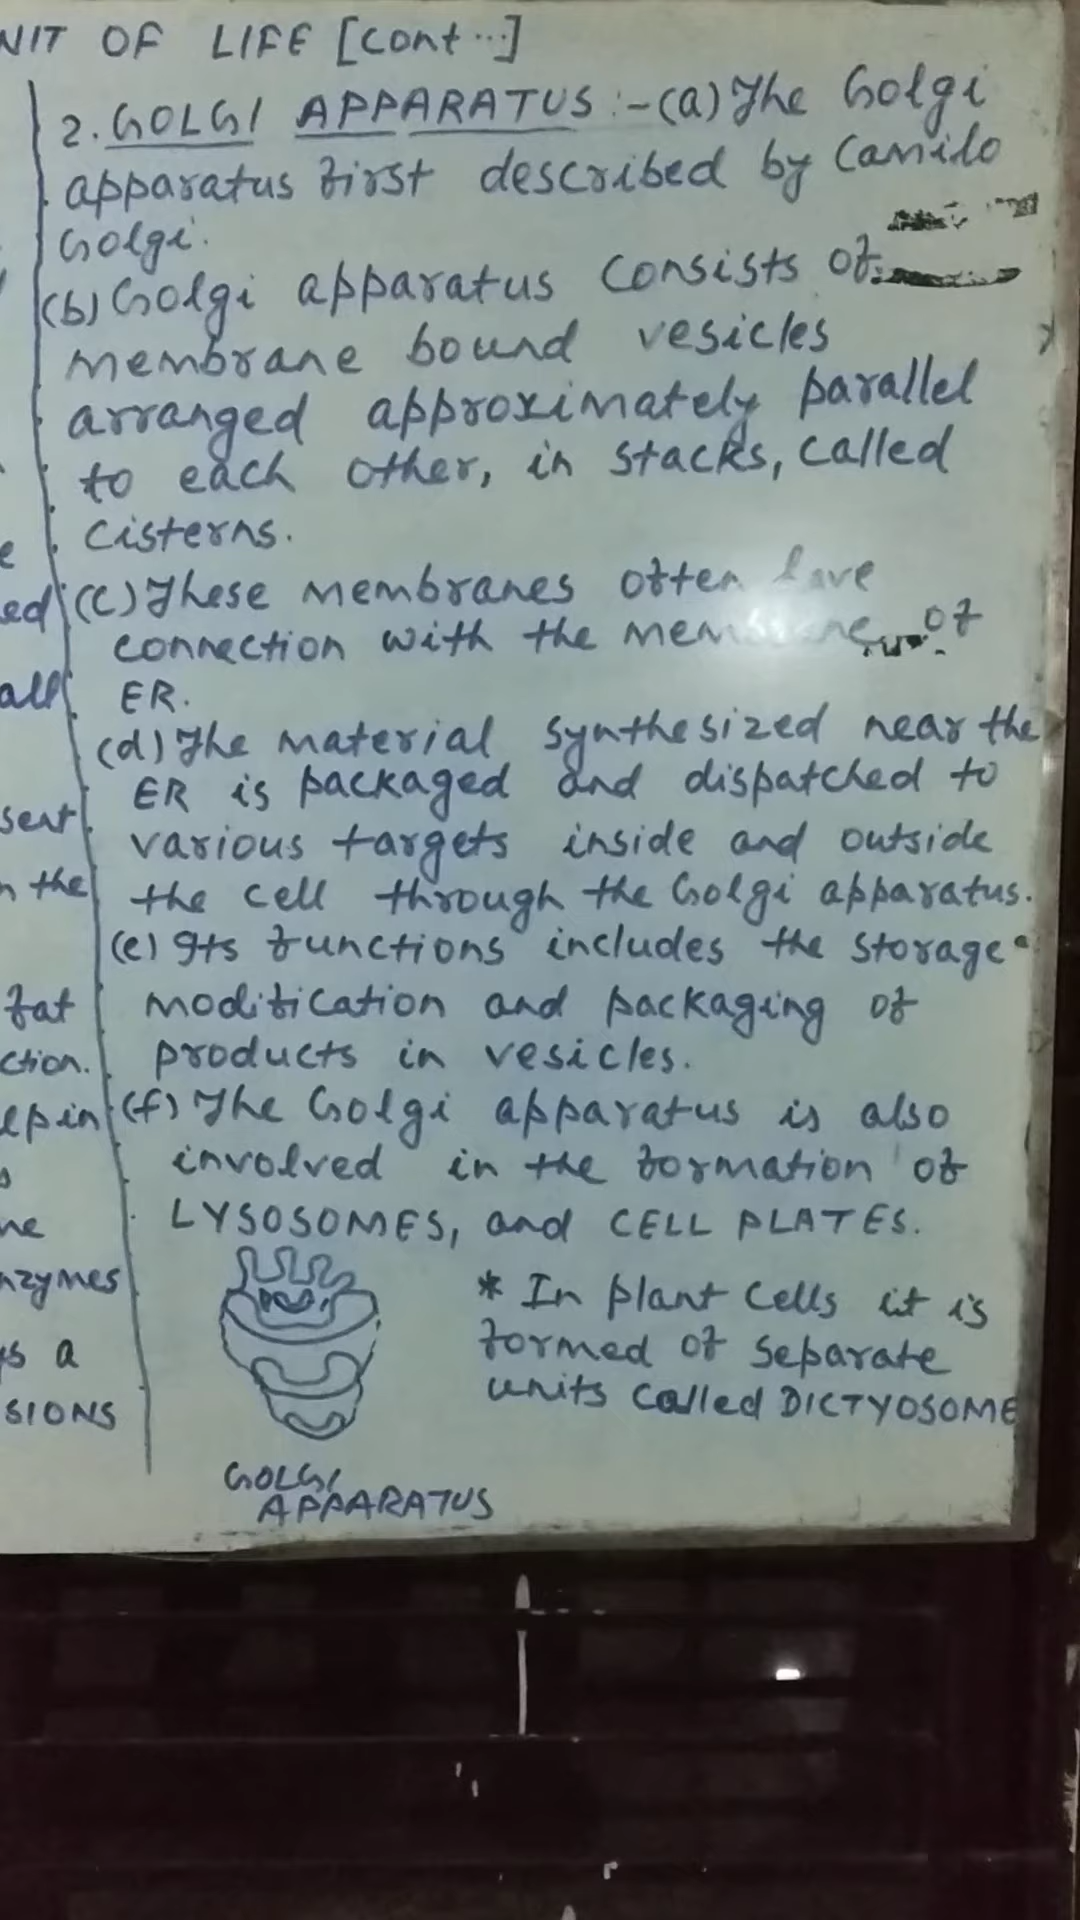 NIT OF LIFE [Cont...]
2. GOLGI APPARATUS :- (a) The Golgi
apparatus first described by Camilo
Golgi.
(b) Golgi apparatus consists of
membrane bound vesicles
arranged approximately parallel
to each other, in stacks, called
cisterns.
(c) These membranes often have
connection with the membrane of
ER.
(d) The material synthesized near the
ER is packaged and dispatched to
various targets inside and outside
the cell through the Golgi apparatus.
(e) Its functions includes the storage
modification and packaging of
products in vesicles.
(f) The Golgi apparatus is also
involved in the formation of
LYSOSOMES, and CELL PLATES.
* In plant cells it is
formed of separate
units called DICTYOSOME
GOLGI
APPARATUS
e
ed
all
sent
n the
fat
ction.
lp in
s
ne
nzymes
ys a
SIONS